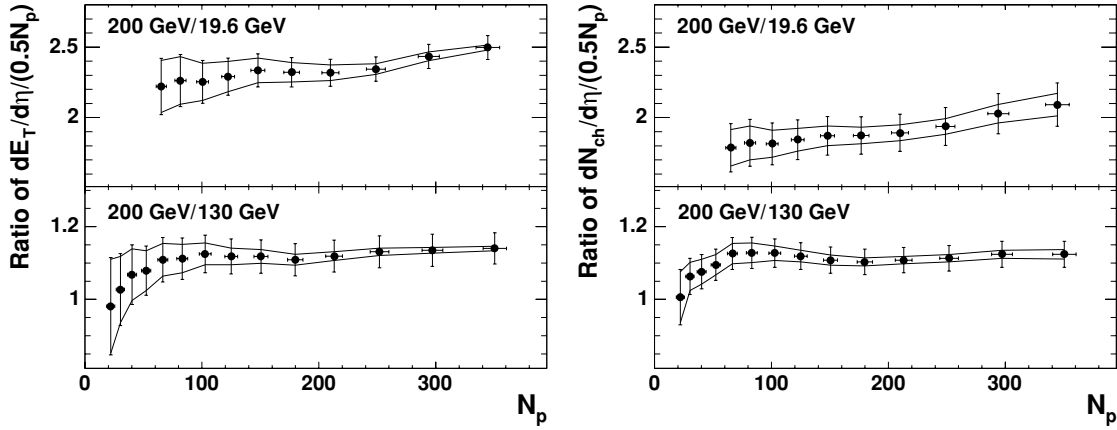 Ratio of dE_T/dη/(0.5N_p)
200 GeV/19.6 GeV
2.5
2
200 GeV/130 GeV
1.2
1
0 100 200 300
N_p
Ratio of dN_ch/dη/(0.5N_p)
200 GeV/19.6 GeV
2.5
2
200 GeV/130 GeV
1.2
1
0 100 200 300
N_p